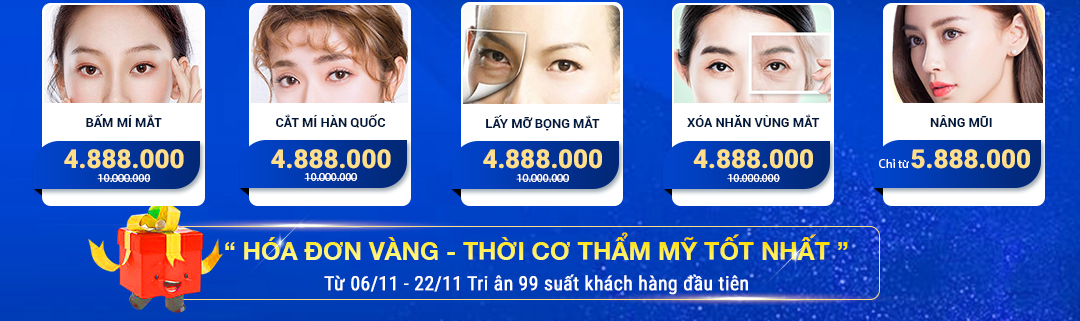 BẤM MÍ MẮT
4.888.000
10.000.000
CẮT MÍ HÀN QUỐC
4.888.000
10.000.000
LẤY MỠ BỌNG MẮT
4.888.000
10.000.000
XÓA NHĂN VÙNG MẮT
4.888.000
10.000.000
NÂNG MŨI
Chỉ từ 5.888.000
“ HÓA ĐƠN VÀNG - THỜI CƠ THẨM MỸ TỐT NHẤT ”
Từ 06/11 - 22/11 Tri ân 99 suất khách hàng đầu tiên